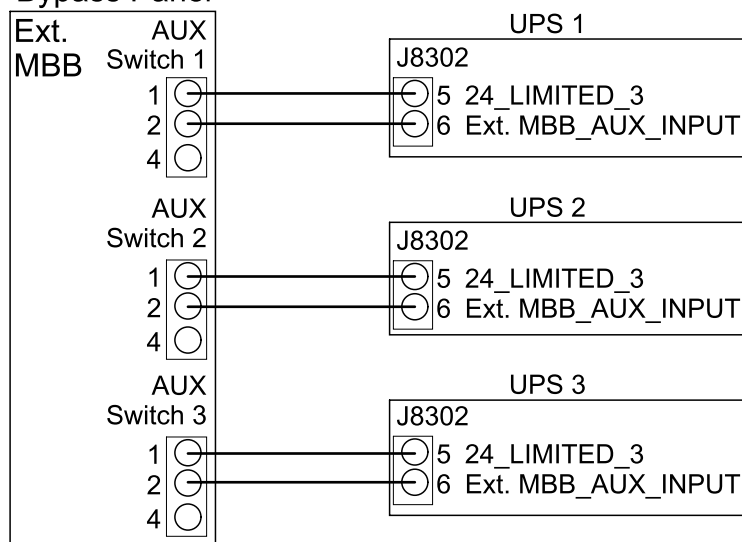 Bypass Panel
Ext.
MBB
AUX
Switch 1
1
2
4
UPS 1
J8302
5 24_LIMITED_3
6 Ext. MBB_AUX_INPUT
AUX
Switch 2
1
2
4
UPS 2
J8302
5 24_LIMITED_3
6 Ext. MBB_AUX_INPUT
AUX
Switch 3
1
2
4
UPS 3
J8302
5 24_LIMITED_3
6 Ext. MBB_AUX_INPUT